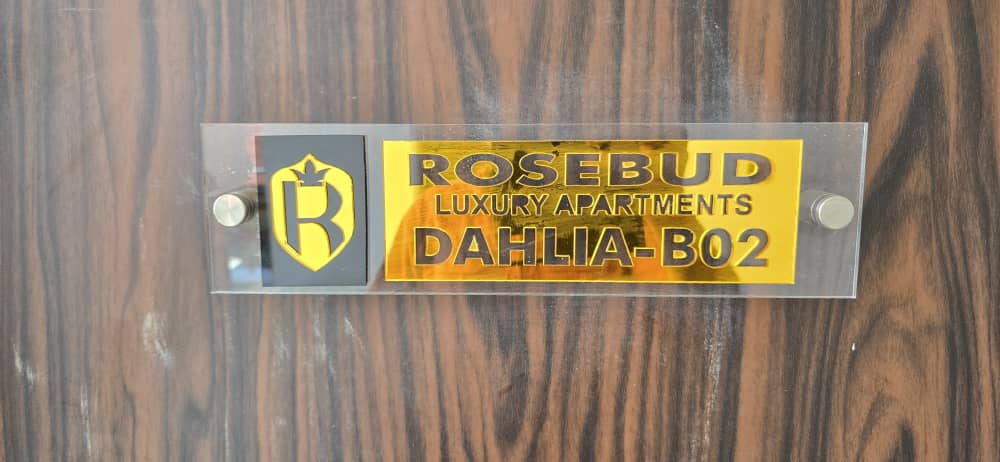 R
ROSEBUD
LUXURY APARTMENTS
DAHLIA-B02